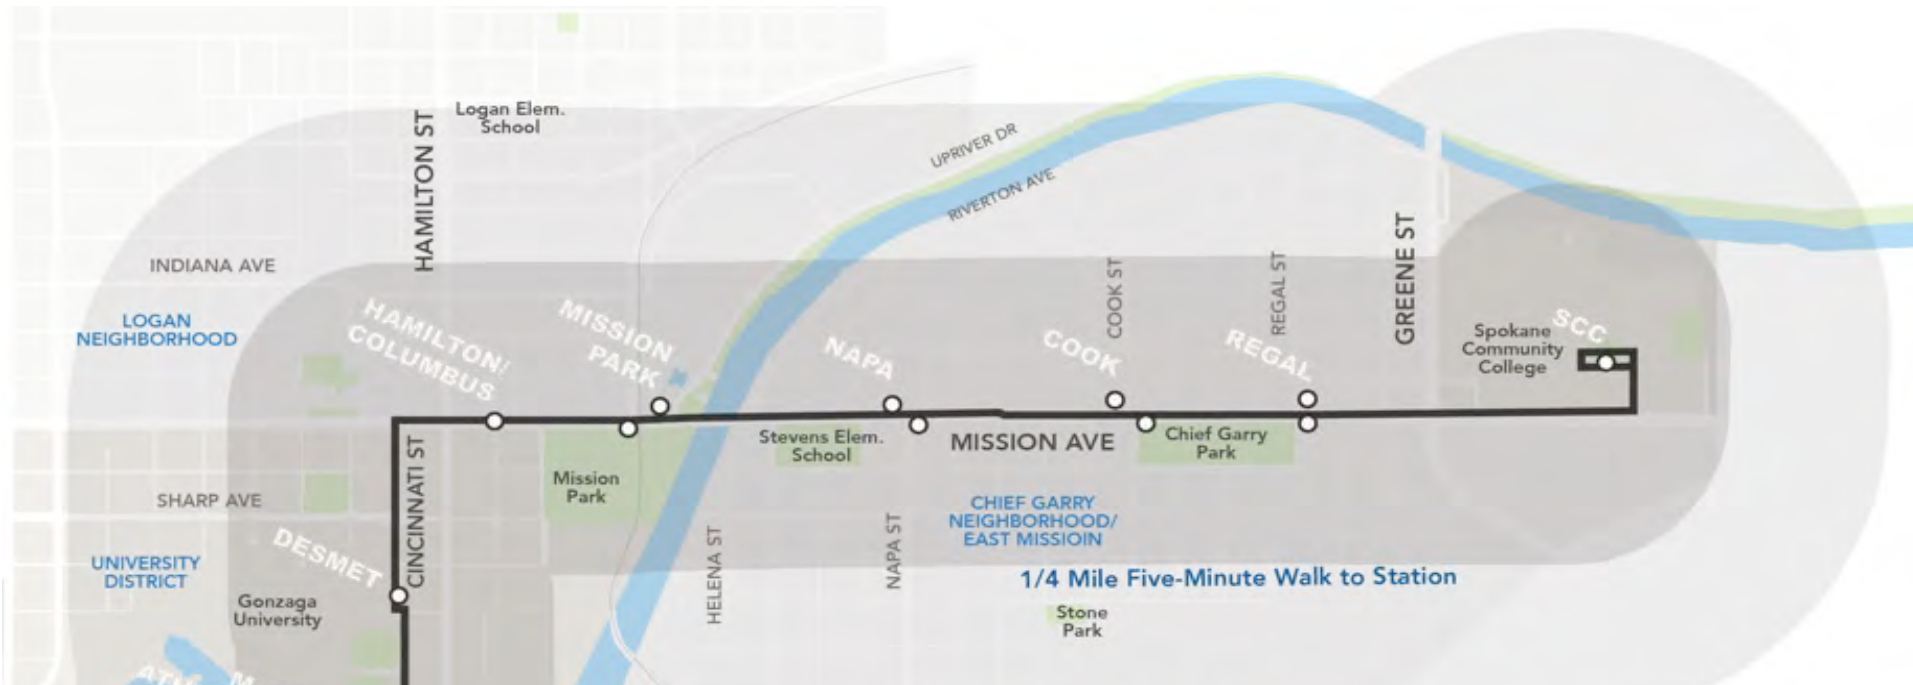 Logan Elem.
School
HAMILTON ST
UPRIVER DR
RIVERTON AVE
INDIANA AVE
LOGAN
NEIGHBORHOOD
HAMILTON/
COLUMBUS
MISSION
PARK
NAPA
COOK
COOK ST
REGAL
REGAL ST
GREENE ST
SCC
Spokane
Community
College
CINCINNATI ST
Mission
Park
Stevens Elem.
School
MISSION AVE
Chief Garry
Park
SHARP AVE
DESMET
UNIVERSITY
DISTRICT
Gonzaga
University
HELENA ST
NAPA ST
CHIEF GARRY
NEIGHBORHOOD/
EAST MISSIOIN
1/4 Mile Five-Minute Walk to Station
Stone
Park